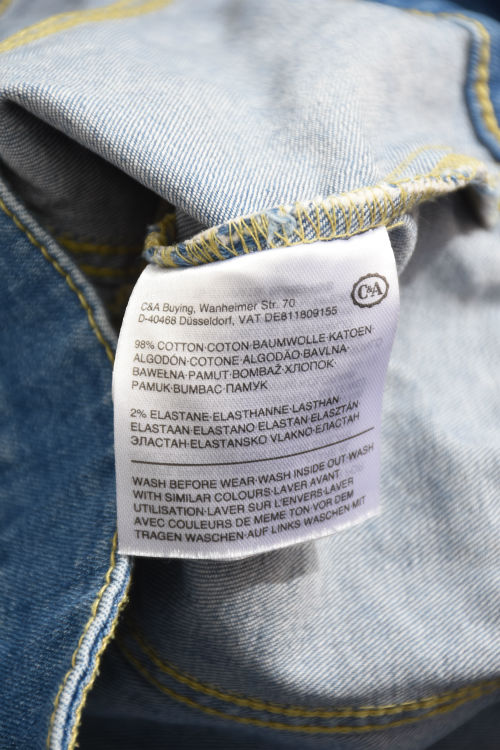 C&A
C&A Buying, Wanheimer Str. 70
D-40468 Düsseldorf, VAT DE811809155
98% COTTON·COTON·BAUMWOLLE·KATOEN·
ALGODÓN·COTONE·ALGODÃO·BAVLNA·
BAWEŁNA·PAMUT·BOMBAŽ·ХЛОПОК·
PAMUK·BUMBAC·ПАМУК
2% ELASTANE·ELASTHANNE·LASTHAN·
ELASTAAN·ELASTANO·ELASTAN·ELASZTÁN·
ЭЛАСТАН·ELASTANSKO VLAKNO·ЕЛАСТАН
WASH BEFORE WEAR·WASH INSIDE OUT·WASH
WITH SIMILAR COLOURS·LAVER AVANT
UTILISATION·LAVER SUR L'ENVERS·LAVER
AVEC COULEURS DE MEME TON·VOR DEM
TRAGEN WASCHEN·AUF LINKS WASCHEN·MIT